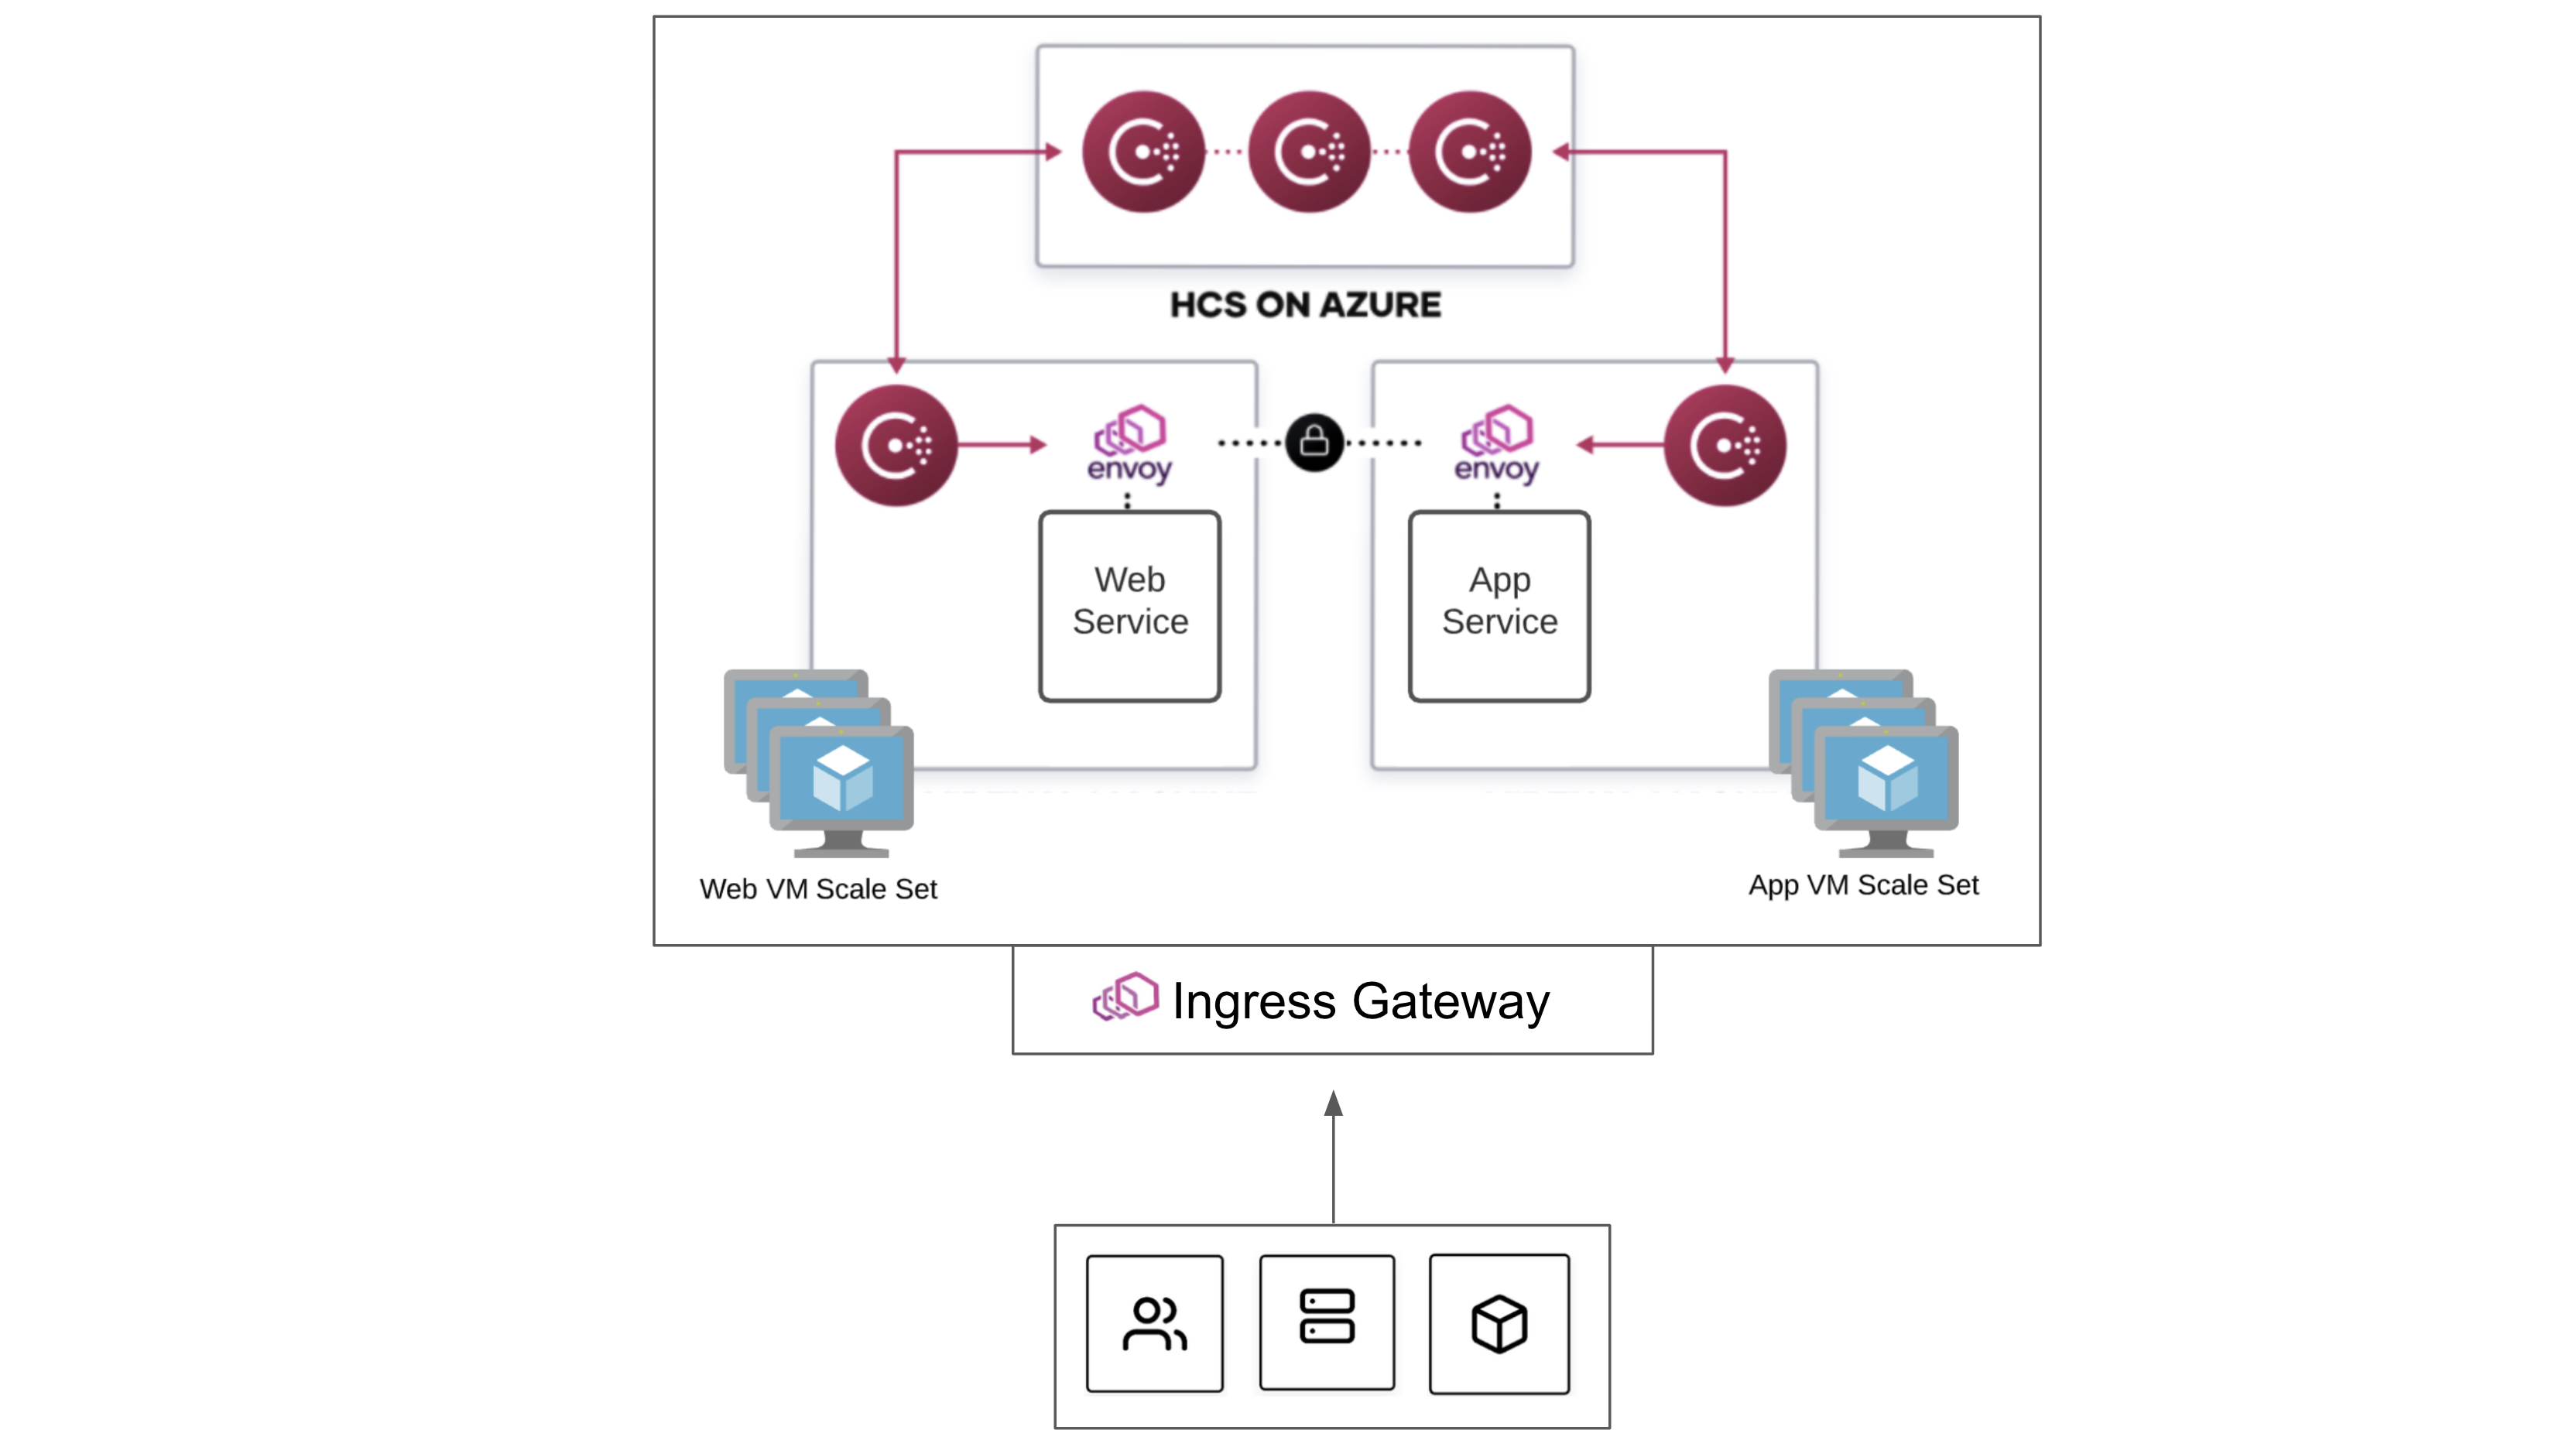 HCS ON AZURE
envoy
envoy
Web
Service
App
Service
Web VM Scale Set
App VM Scale Set
Ingress Gateway